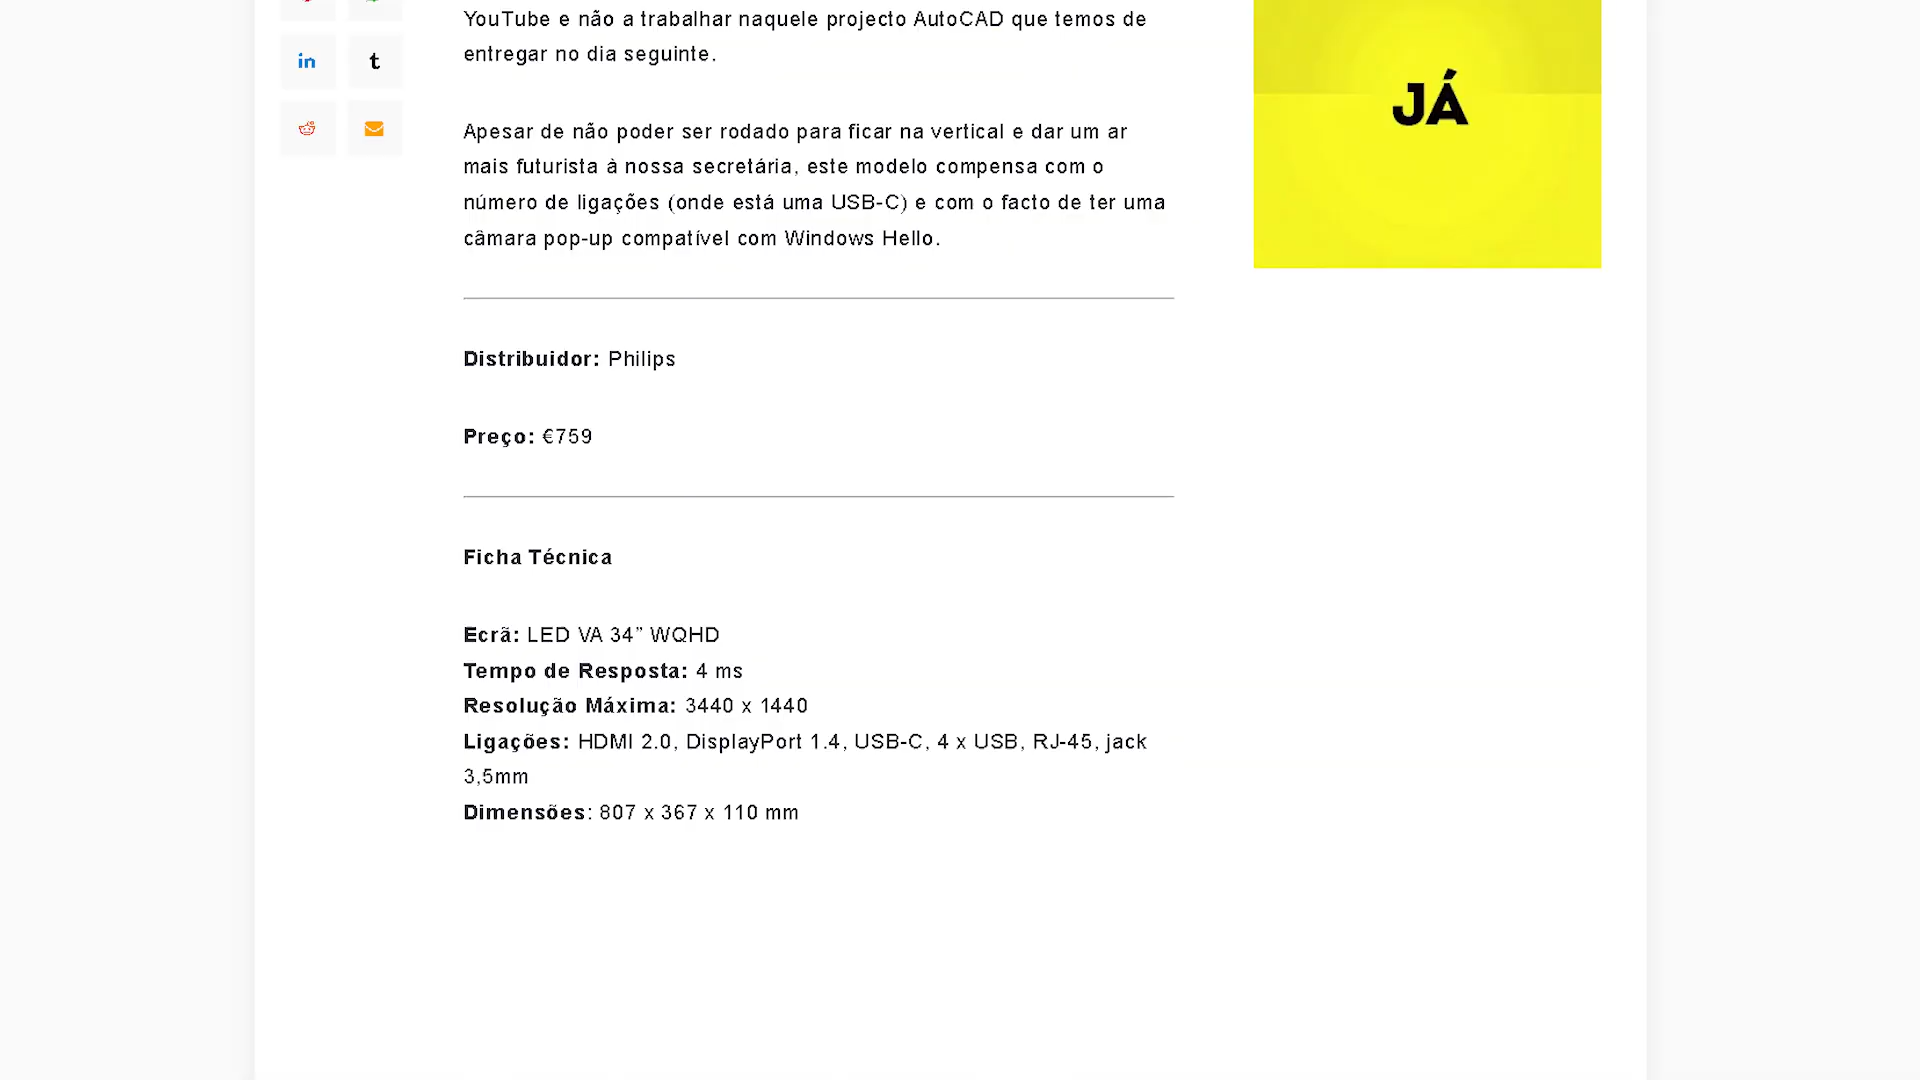 YouTube e não a trabalhar naquele projecto AutoCAD que temos de
entregar no dia seguinte.
Apesar de não poder ser rodado para ficar na vertical e dar um ar
mais futurista à nossa secretária, este modelo compensa com o
número de ligações (onde está uma USB-C) e com o facto de ter uma
câmara pop-up compatível com Windows Hello.
Distribuidor: Philips
Preço: €759
Ficha Técnica
Ecrã: LED VA 34” WQHD
Tempo de Resposta: 4 ms
Resolução Máxima: 3440 x 1440
Ligações: HDMI 2.0, DisplayPort 1.4, USB-C, 4 x USB, RJ-45, jack
3,5mm
Dimensões: 807 x 367 x 110 mm
JÁ